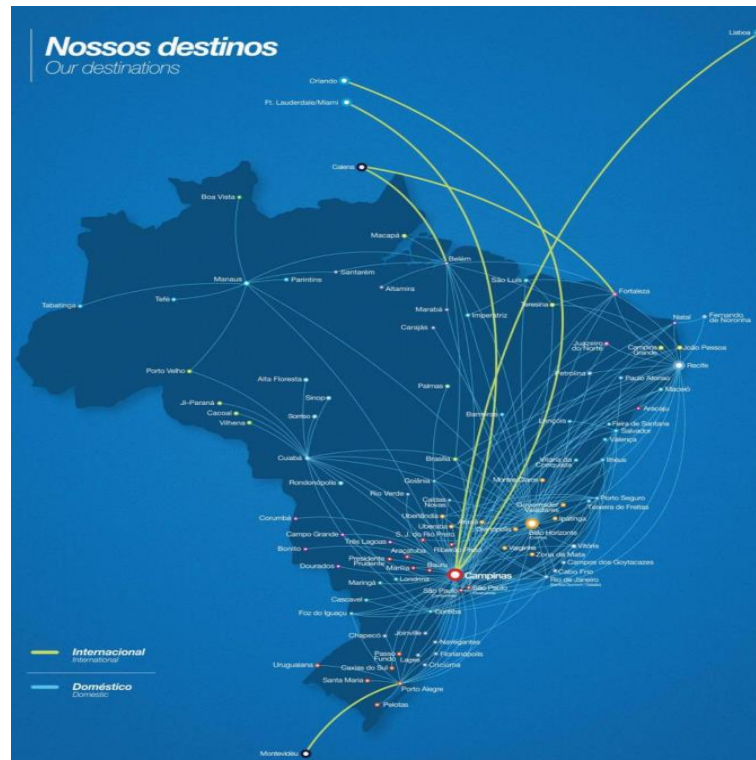 Nossos destinos
Our destinations
Lisboa
Orlando
Ft. Lauderdale/Miami
Caiena
Boa Vista
Macapá
Belém
Manaus
Parintins
Santarém
Altamira
São Luís
Fortaleza
Tefé
Tabatinga
Marabá
Imperatriz
Teresina
Natal
Fernando
de Noronha
Carajás
Juazeiro
do Norte
Campina
Grande
João Pessoa
Recife
Porto Velho
Alta Floresta
Palmas
Petrolina
Paulo Afonso
Maceió
Ji-Paraná
Sinop
Cacoal
Sorriso
Vilhena
Barreiras
Lençóis
Aracaju
Feira de Santana
Salvador
Valença
Cuiabá
Brasília
Vitória da
Conquista
Ilhéus
Rondonópolis
Goiânia
Montes Claros
Rio Verde
Caldas
Novas
Porto Seguro
Teixeira de Freitas
Governador
Valadares
Ipatinga
Corumbá
Uberlândia
Uberaba
Araxá
Belo Horizonte
Campo Grande
Três Lagoas
S. J. do Rio Preto
Ribeirão Preto
Varginha
Vitória
Zona da Mata
Bonito
Araçatuba
Presidente
Prudente
Marília
Bauru
Campos dos Goytacazes
Cabo Frio
Dourados
Campinas
Rio de Janeiro
Maringá
Londrina
São Paulo
São Paulo
Cascavel
Foz do Iguaçu
Curitiba
Chapecó
Joinville
Navegantes
Florianópolis
Passo
Fundo
Lages
Criciúma
Uruguaiana
Caxias do Sul
Santa Maria
Porto Alegre
Pelotas
Montevidéu
Internacional
International
Doméstico
Domestic